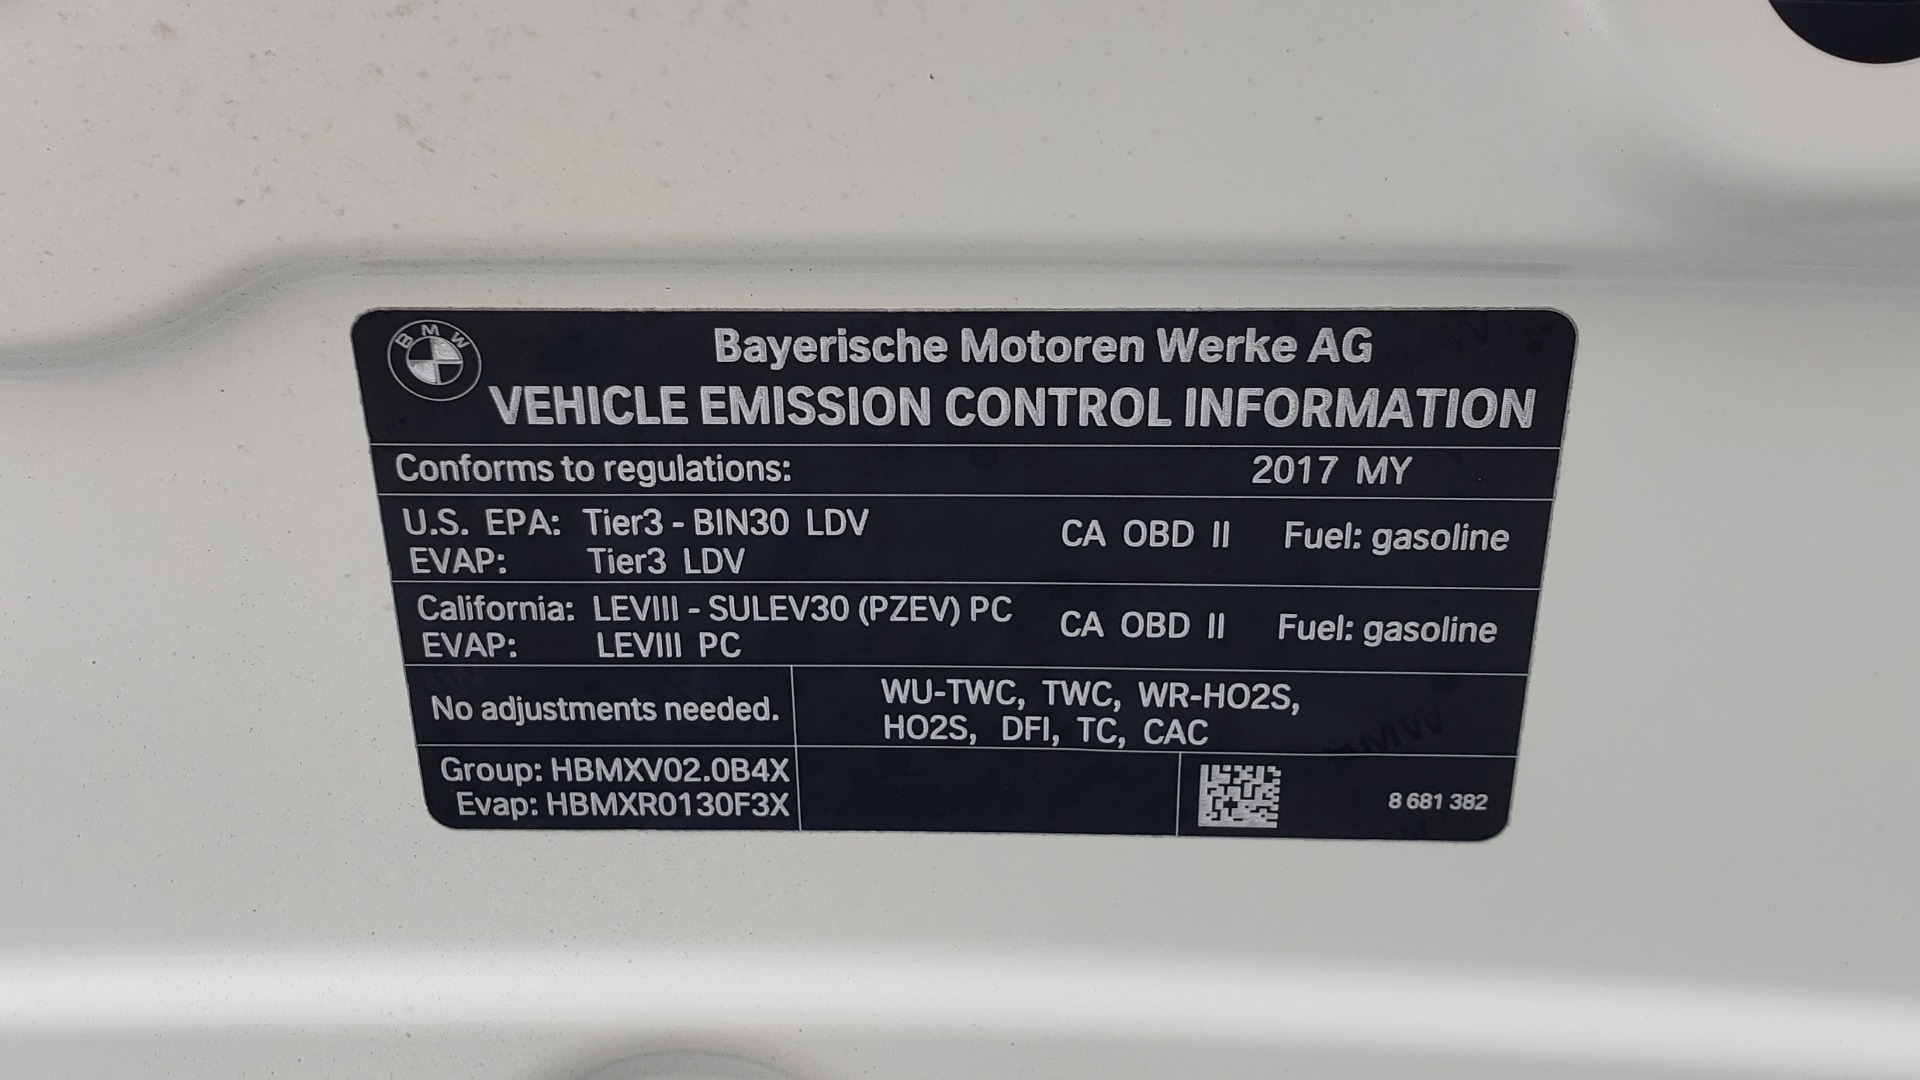 BMW
Bayerische Motoren Werke AG
VEHICLE EMISSION CONTROL INFORMATION
Conforms to regulations: 2017 MY
U.S. EPA: Tier3 - BIN30 LDV CA OBD II Fuel: gasoline
EVAP: Tier3 LDV
California: LEVIII - SULEV30 (PZEV) PC CA OBD II Fuel: gasoline
EVAP: LEVIII PC
No adjustments needed.
WU-TWC, TWC, WR-HO2S,
HO2S, DFI, TC, CAC
Group: HBMXV02.0B4X
Evap: HBMXR0130F3X
8 681 382